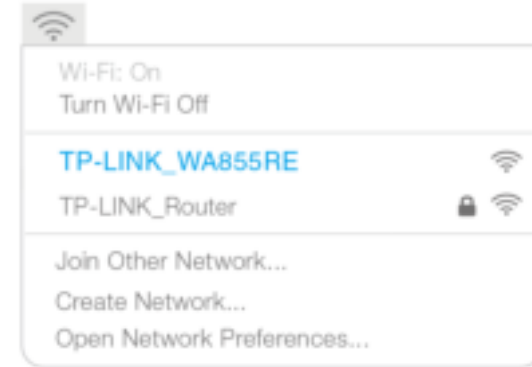 Wi-Fi: On
Turn Wi-Fi Off
TP-LINK_WA855RE
TP-LINK_Router
Join Other Network...
Create Network...
Open Network Preferences...